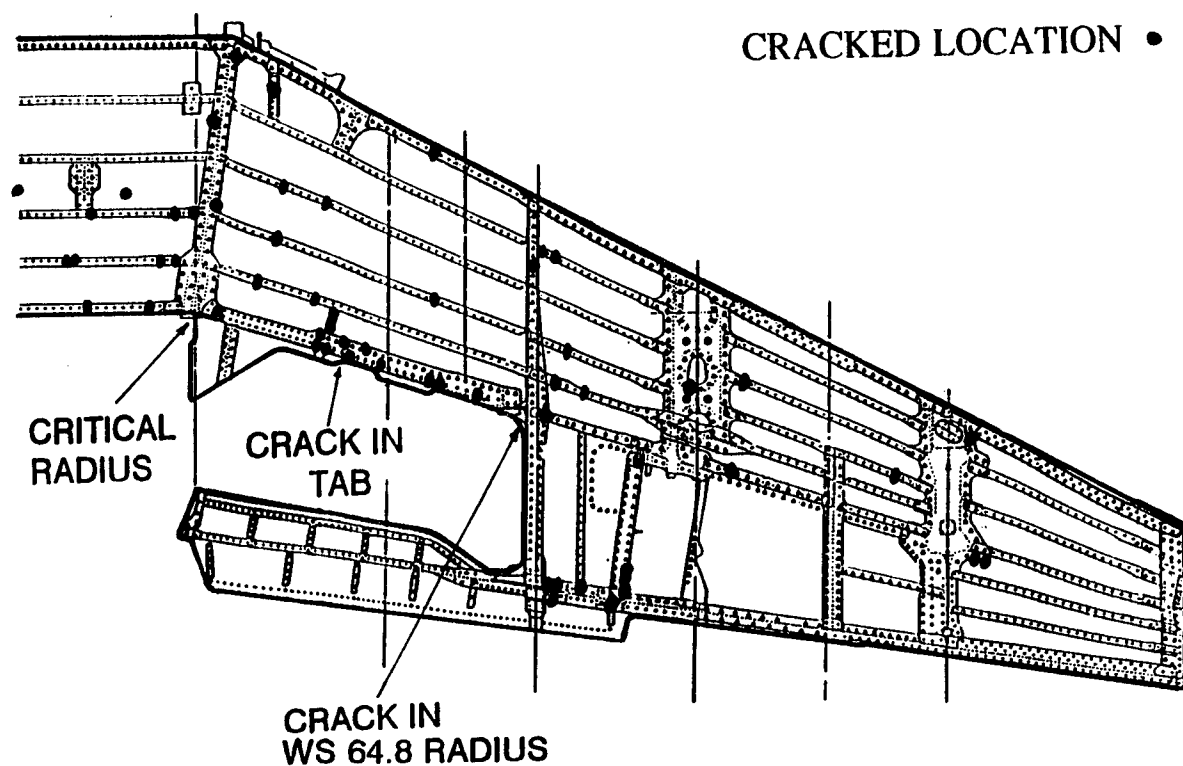 CRACKED LOCATION
CRITICAL
RADIUS
CRACK IN
TAB
CRACK IN
WS 64.8 RADIUS